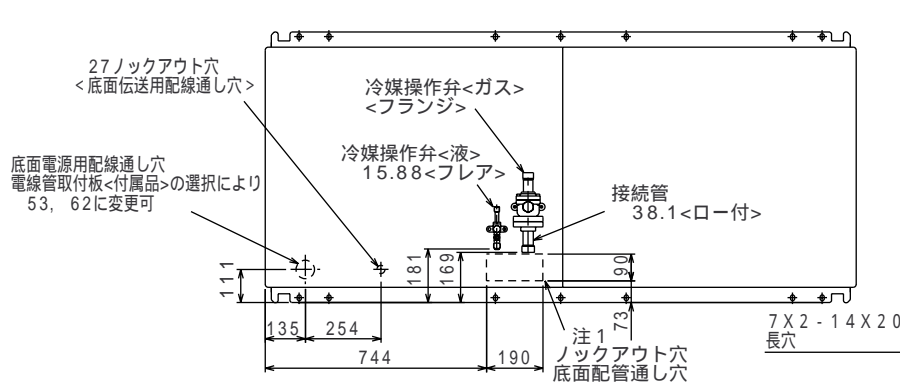 27ノックアウト穴
<底面伝送用配線通し穴>
冷媒操作弁<ガス>
<フランジ>
冷媒操作弁<液>
15.88<フレア>
底面電源用配線通し穴
電線管取付板<付属品>の選択により
53, 62に変更可
接続管
38.1<ロー付>
111
181
169
90
73
135
254
744
190
注1
ノックアウト穴
底面配管通し穴
7X2-14X20
長穴